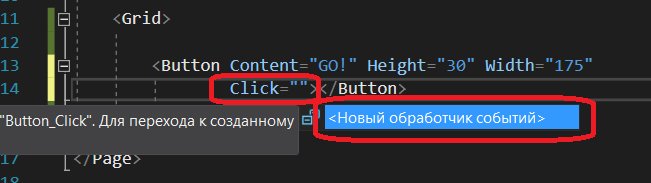 11 <Grid>
12
13 <Button Content="GO!" Height="30" Width="175"
14 Click=""></Button>
"Button_Click". Для перехода к созданному <Новый обработчик событий>
17 </Page>
18